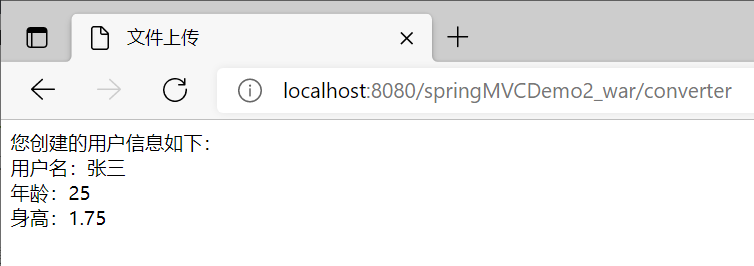 文件上传
localhost:8080/springMVCDemo2_war/converter
您创建的用户信息如下：
用户名：张三
年龄：25
身高：1.75